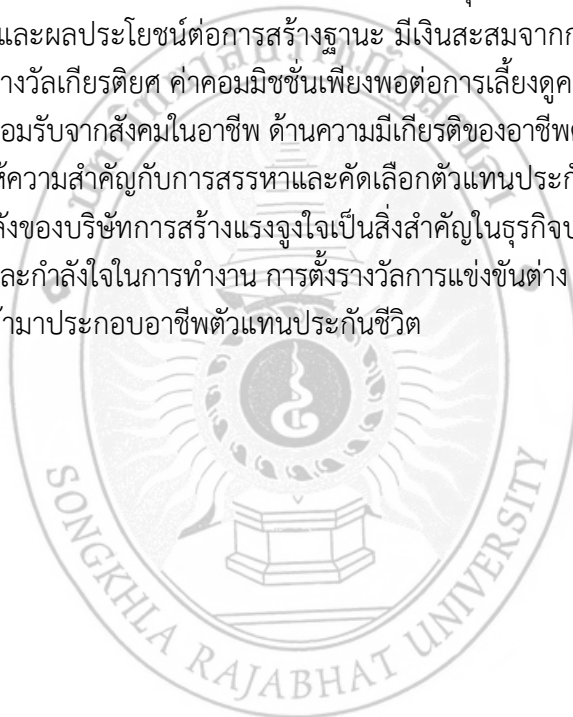 และผลประโยชน์ต่อการสร้างฐานะ มีเงินสะสมจาก
างวัลเกียรติยศ ค่าคอมมิชชั่นเพียงพอต่อการเลี้ยงดูค
อมรับจากสังคมในอาชีพ ด้านความมีเกียรติของอาชีพ
ห้ความสำคัญกับการสรรหาและคัดเลือกตัวแทนประกั
ลังของบริษัทการสร้างแรงจูงใจเป็นสิ่งสำคัญในธุรกิจป
ละกำลังใจในการทำงาน การตั้งรางวัลการแข่งขันต่าง
ข้ามาประกอบอาชีพตัวแทนประกันชีวิต
SONGKHLA RAJABHAT UNIVERSITY